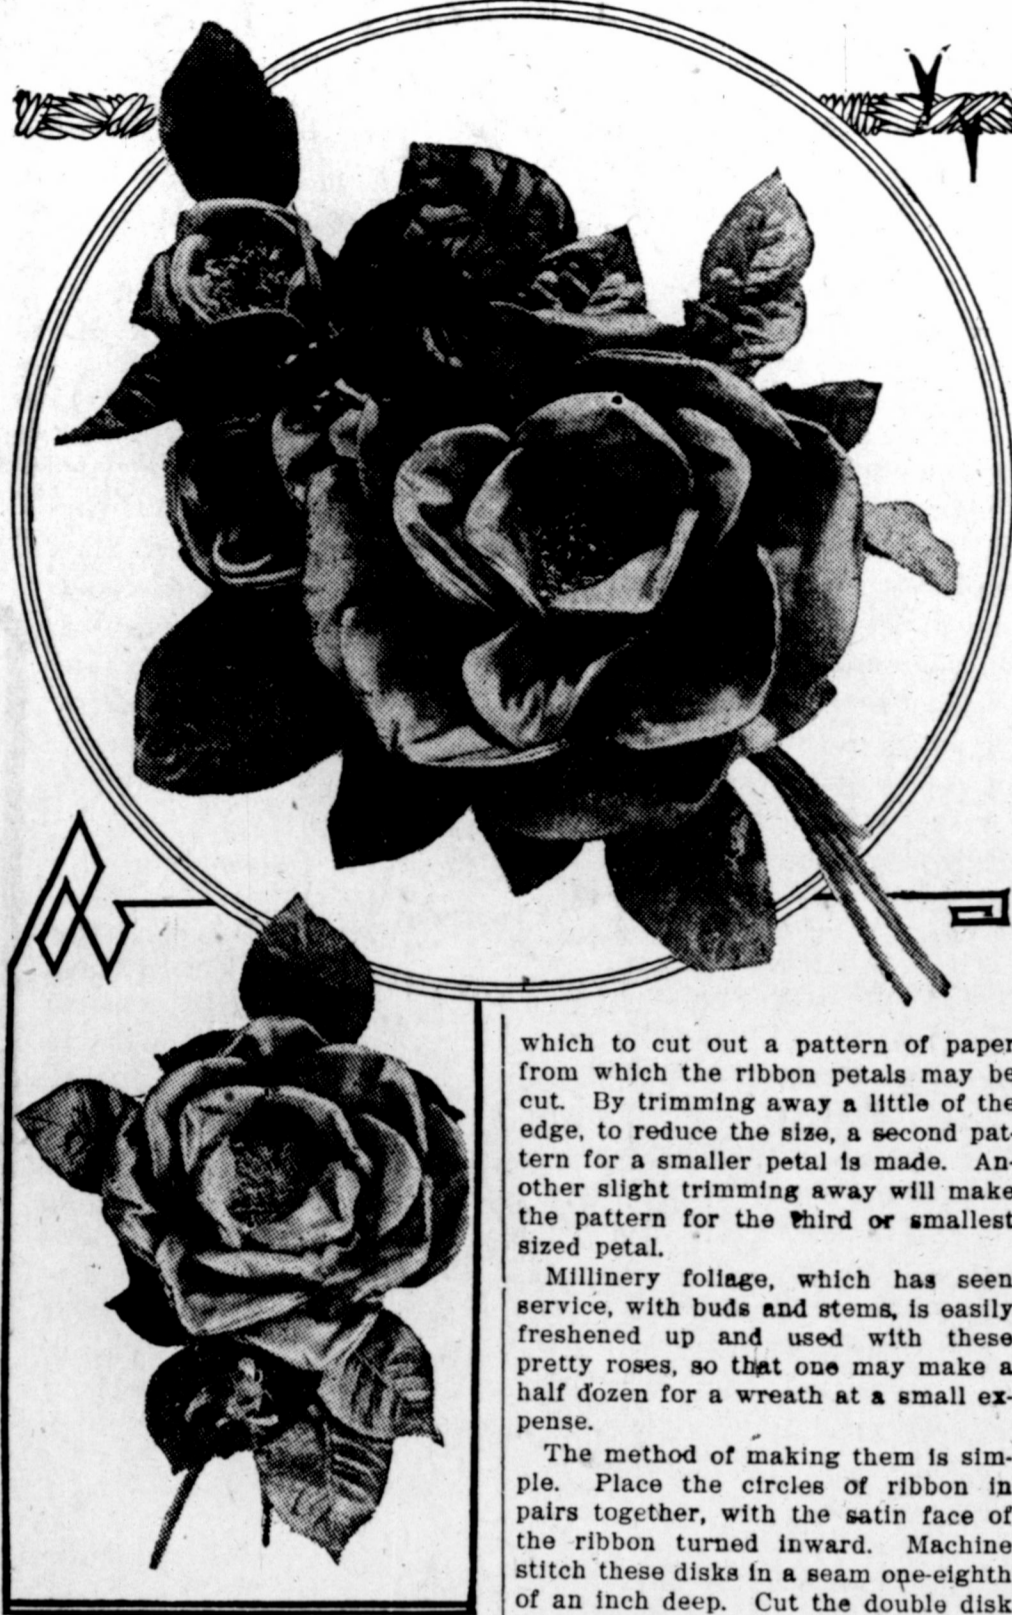 which to cut out a pattern of paper
from which the ribbon petals may be
cut. By trimming away a little of the
edge, to reduce the size, a second pat-
tern for a smaller petal is made. An-
other slight trimming away will make
the pattern for the third or smallest
sized petal.
Millinery foliage, which has seen
service, with buds and stems, is easily
freshened up and used with these
pretty roses, so that one may make a
half dozen for a wreath at a small ex-
pense.
The method of making them is sim-
ple. Place the circles of ribbon in
pairs together, with the satin face of
the ribbon turned inward. Machine
stitch these disks in a seam one-eighth
of an inch deep. Cut the double disk